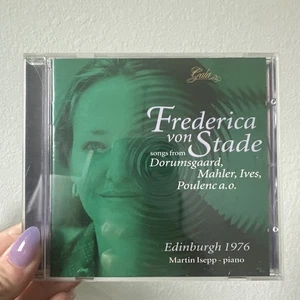 Gala
Frederica
von Stade
songs from
Dorumsgaard,
Mahler, Ives,
Poulenc a.o.
Edinburgh 1976
Martin Isepp - piano